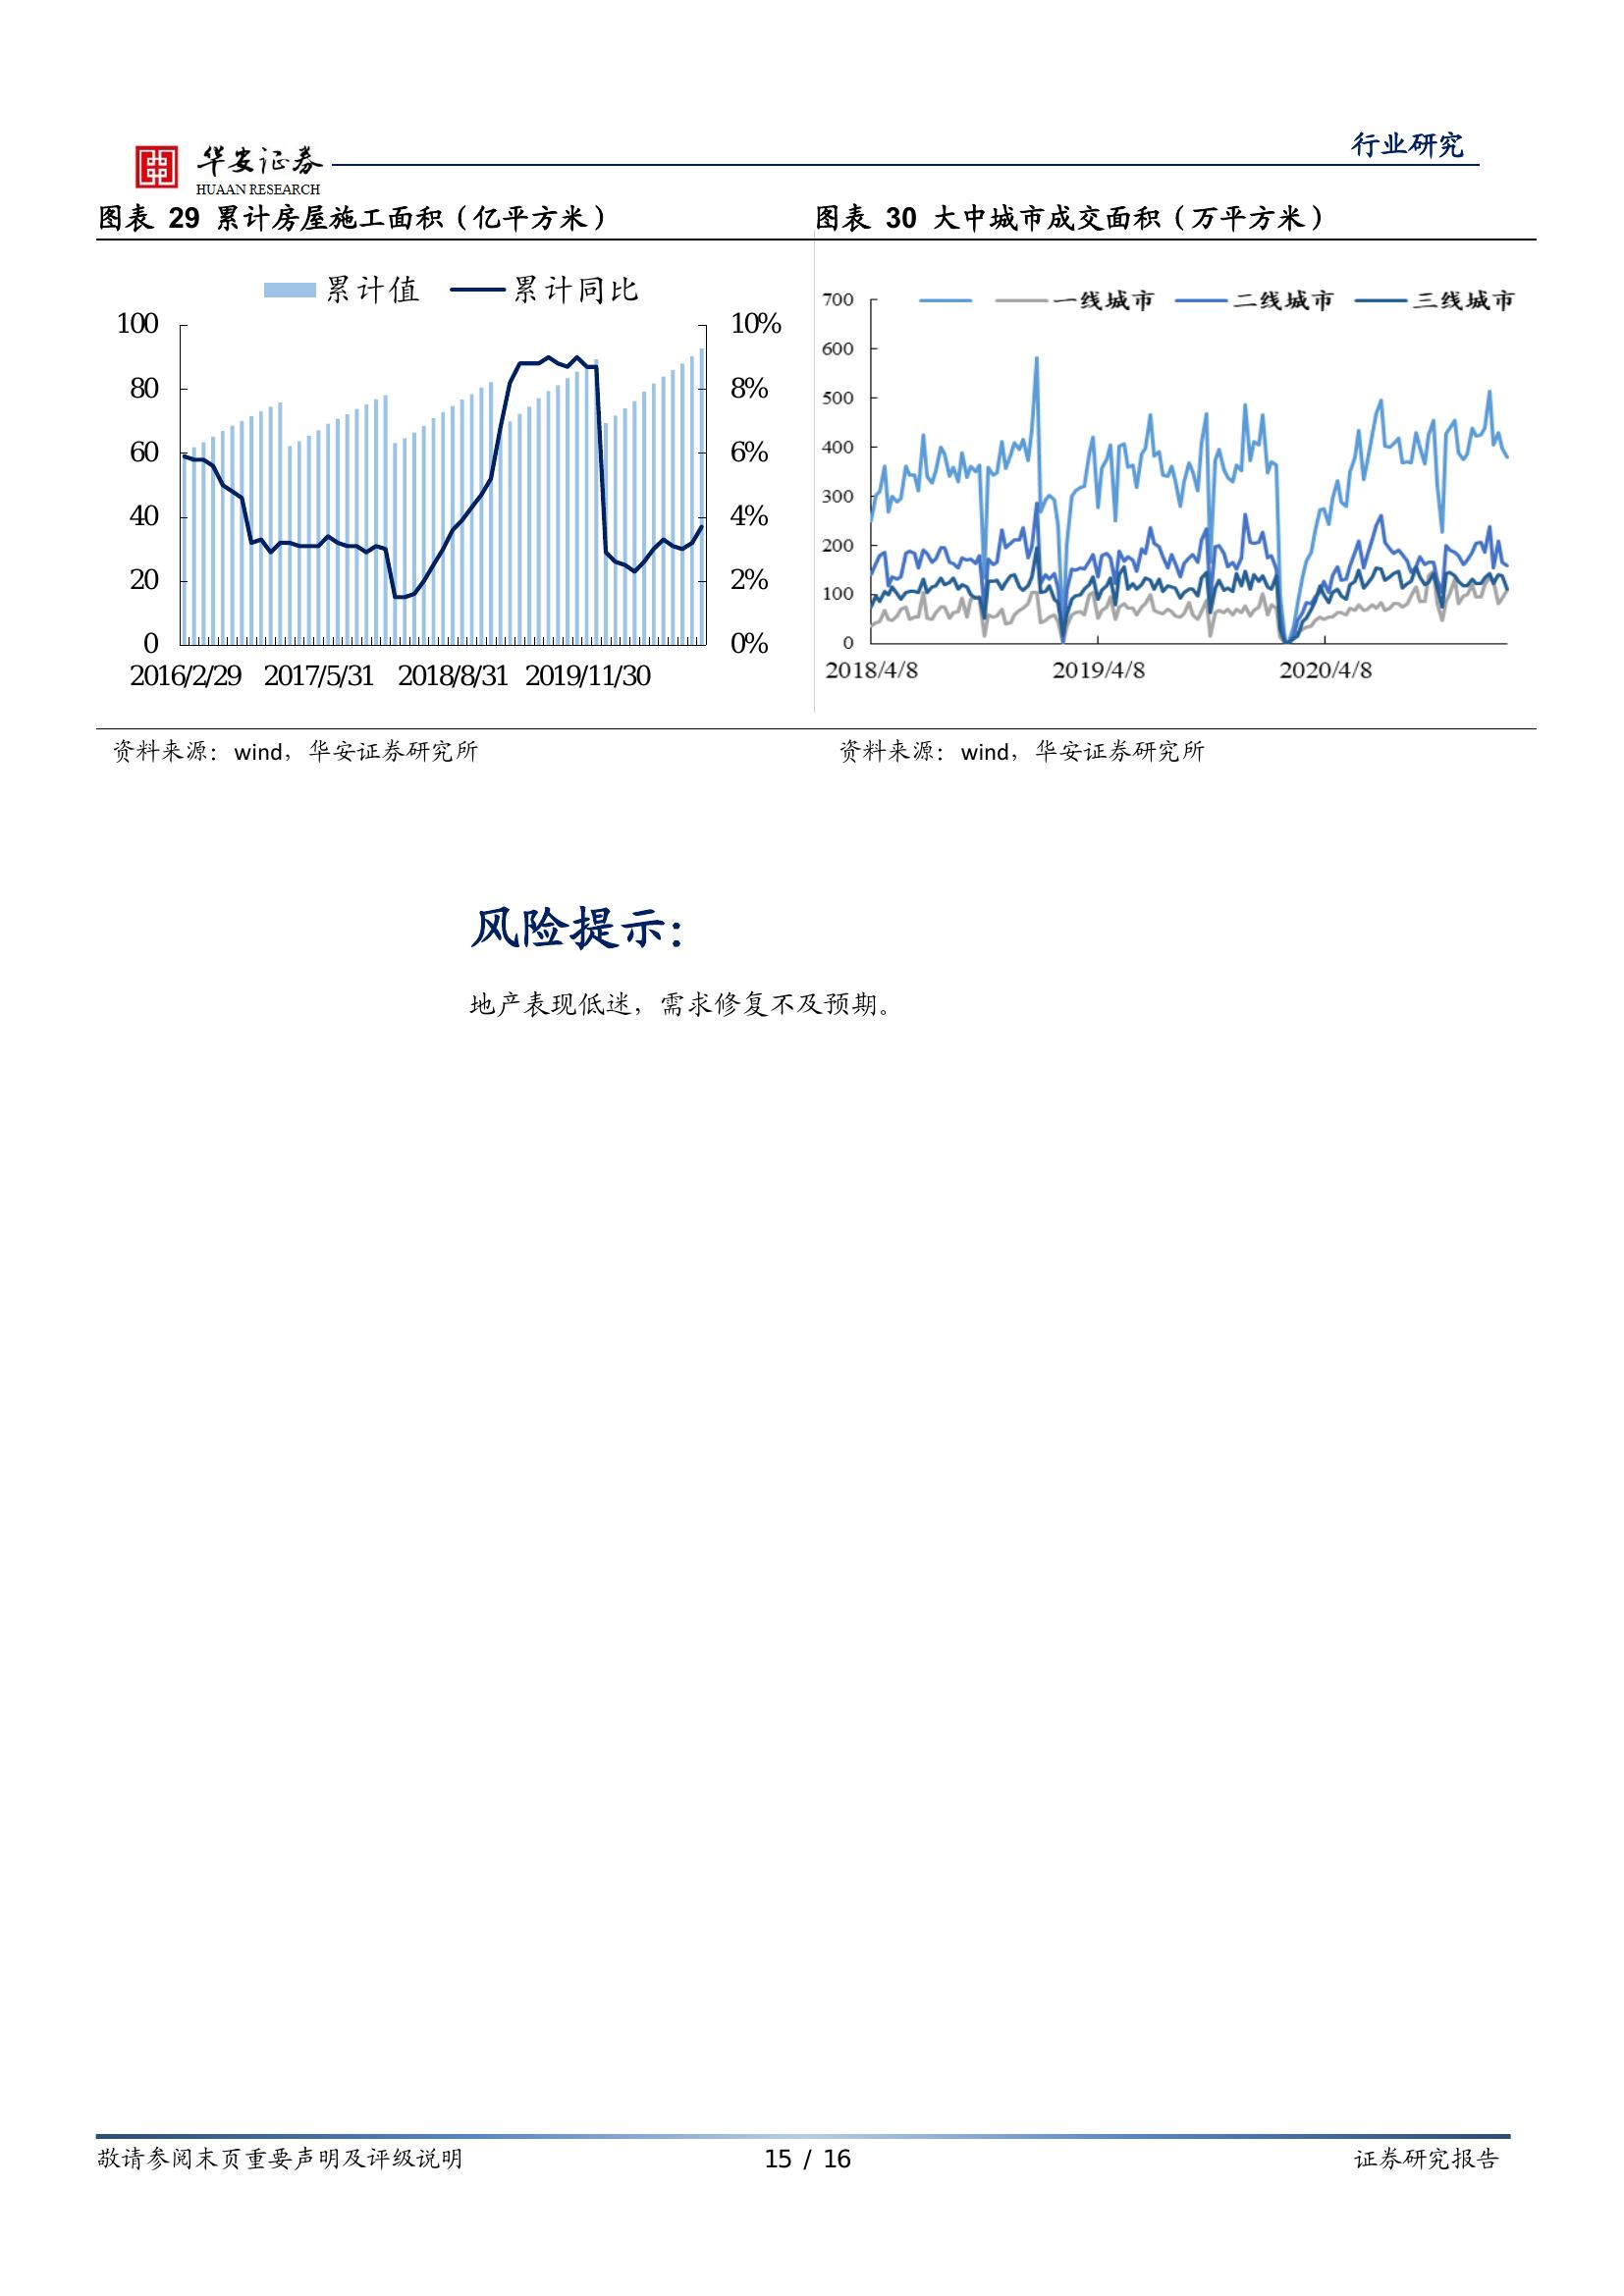 行业研究
华安证券
HUAAN RESEARCH
图表 29 累计房屋施工面积（亿平方米）
累计值 累计同比
100
80
60
40
20
0
10%
8%
6%
4%
2%
0%
2016/2/29 2017/5/31 2018/8/31 2019/11/30
资料来源：wind，华安证券研究所
图表 30 大中城市成交面积（万平方米）
一线城市 二线城市 三线城市
700
600
500
400
300
200
100
0
2018/4/8 2019/4/8 2020/4/8
资料来源：wind，华安证券研究所
风险提示：
地产表现低迷，需求修复不及预期。
敬请参阅末页重要声明及评级说明 15 / 16 证券研究报告